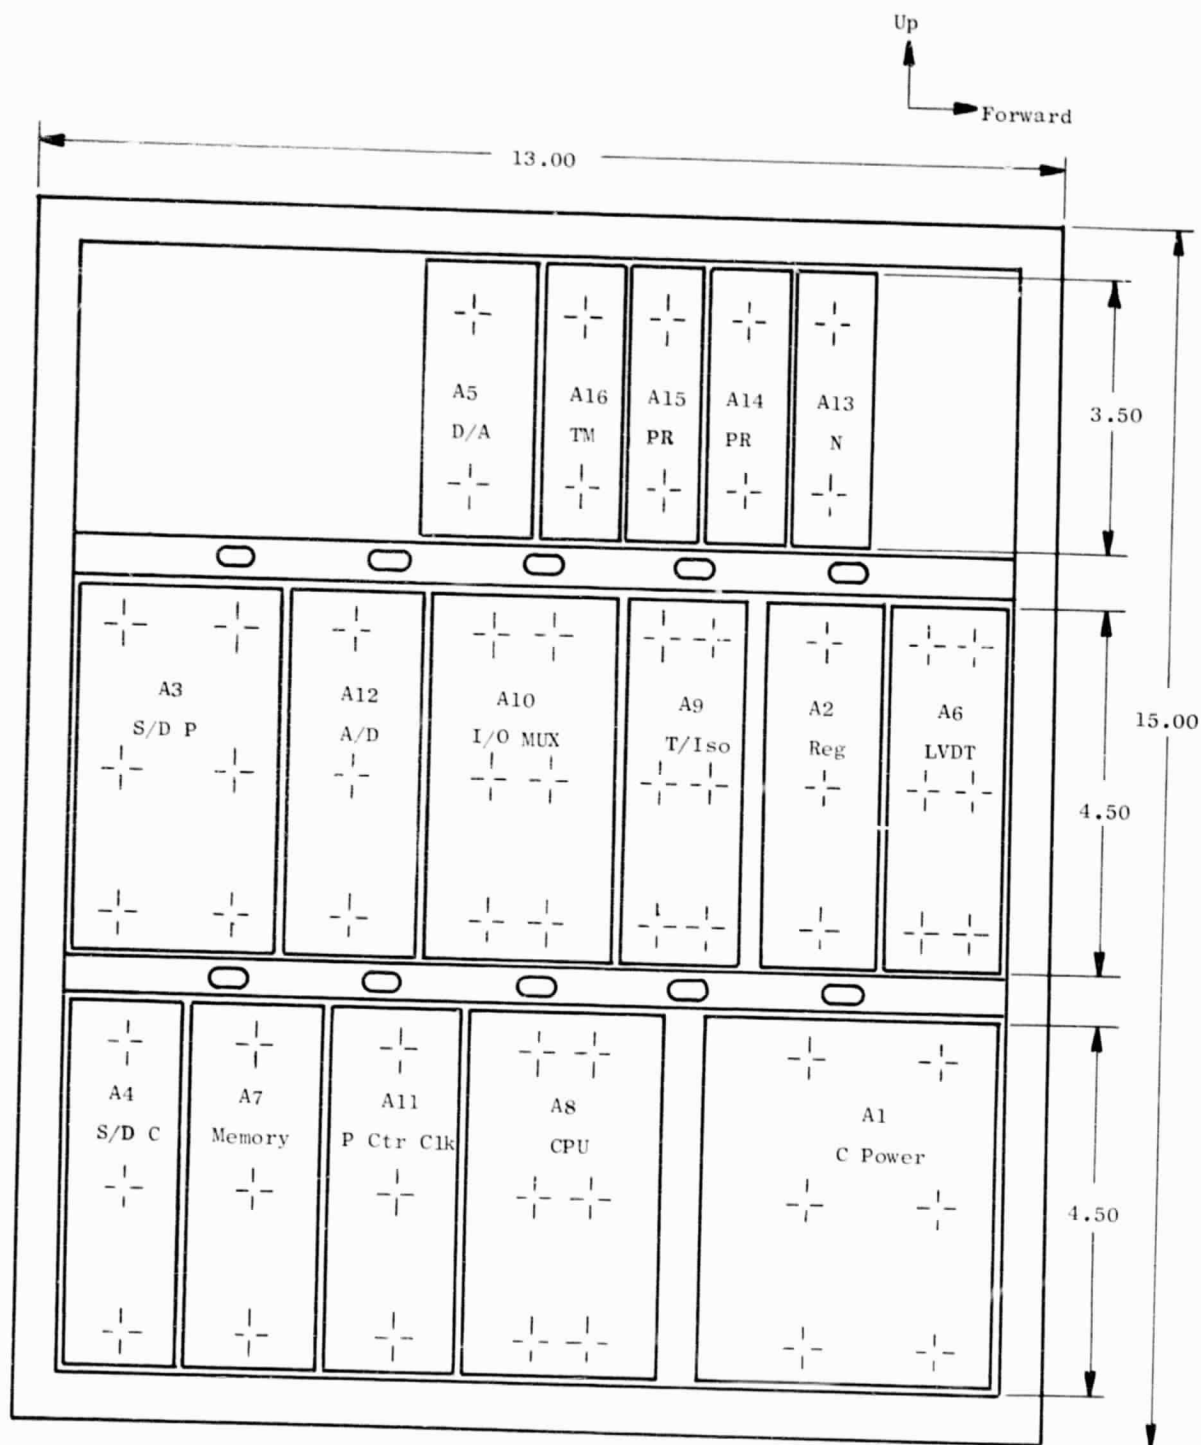 Up
Forward
13.00
A5
D/A
A16
TM
A15
PR
A14
PR
A13
N
3.50
A3
S/D P
A12
A/D
A10
I/O MUX
A9
T/Iso
A2
Reg
A6
LVDT
15.00
4.50
A4
S/D C
A7
Memory
A11
P Ctr Clk
A8
CPU
A1
C Power
4.50